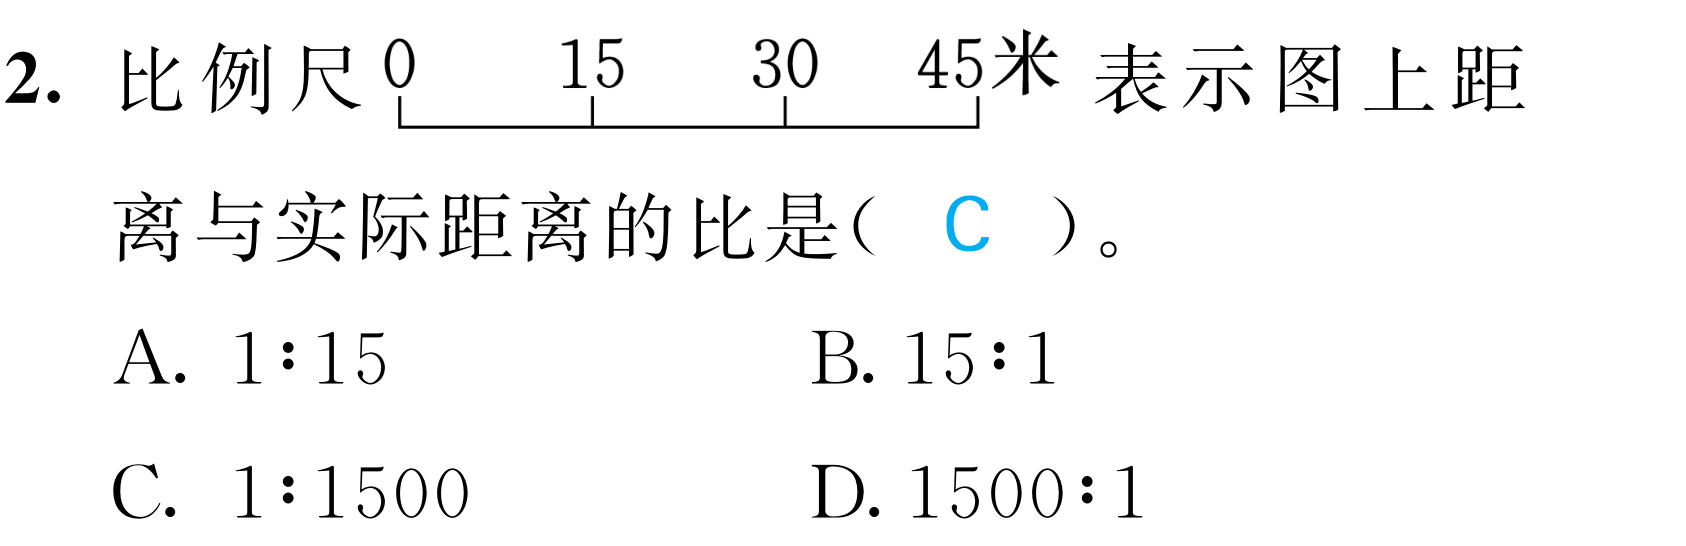 2. 比例尺 0 15 30 45米 表示图上距
离与实际距离的比是( C )。
A. 1∶15 B. 15∶1
C. 1∶1500 D. 1500∶1